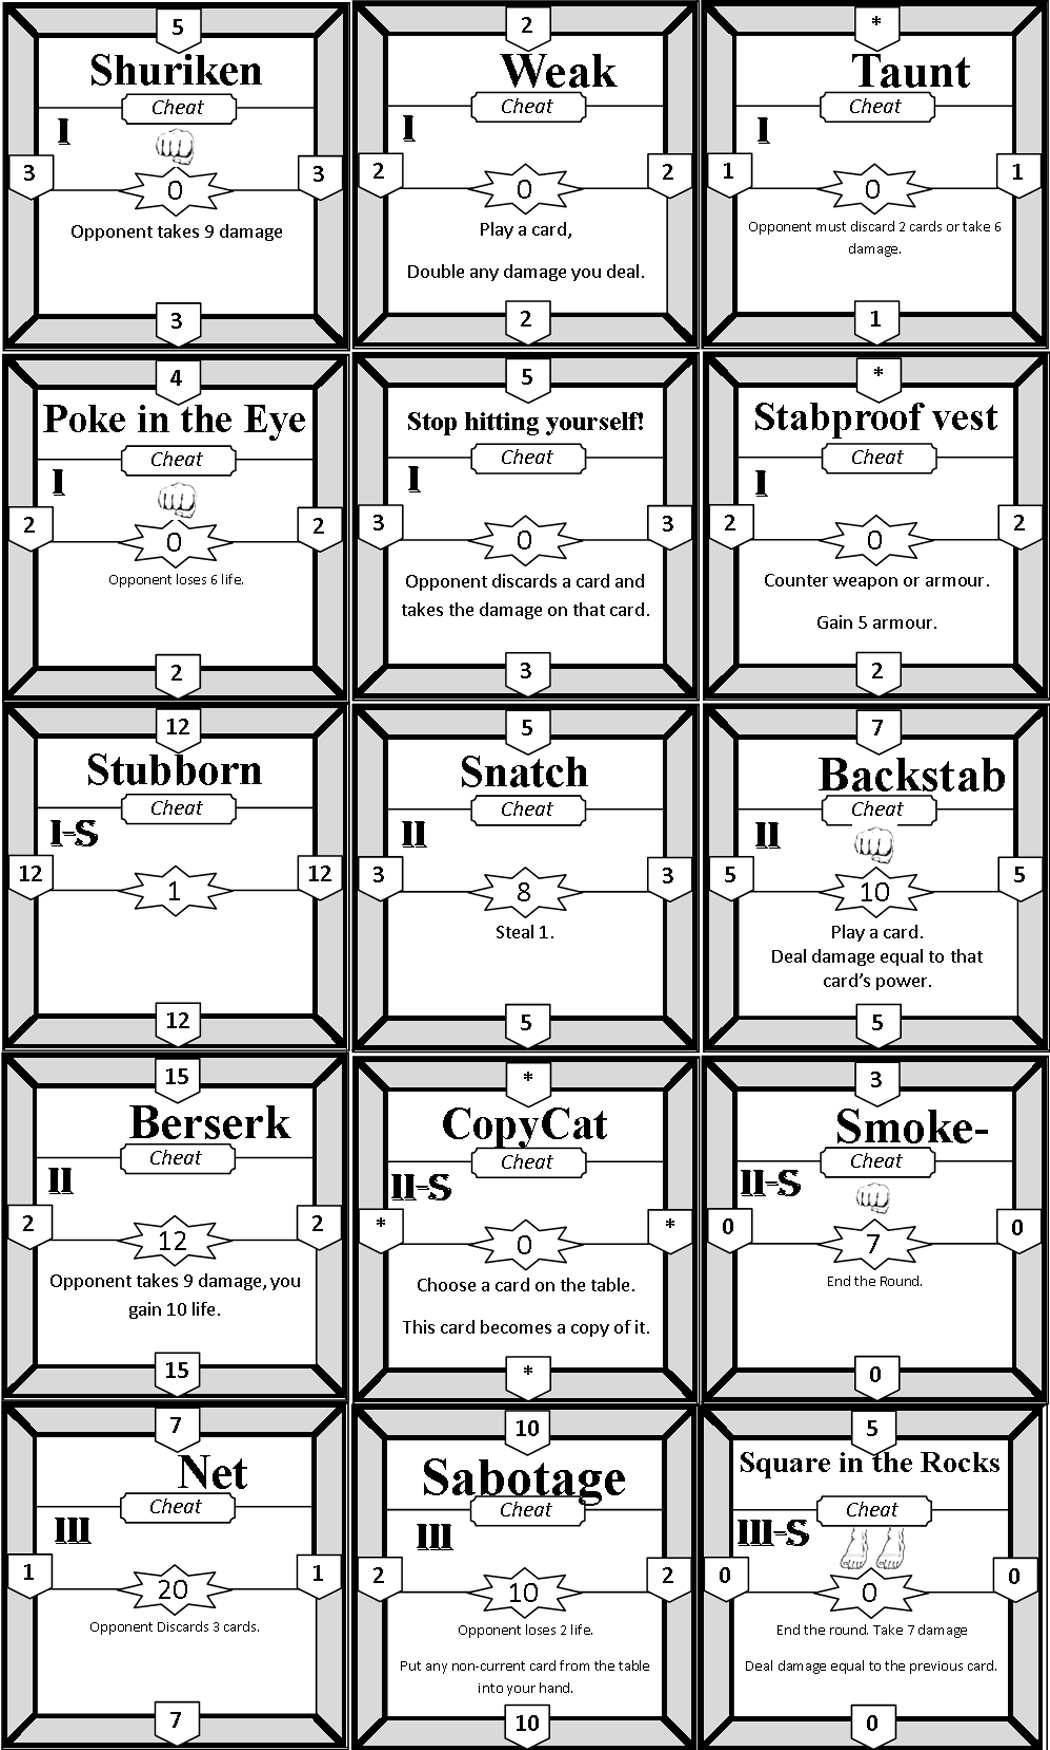 5
Shuriken
Cheat
I
3
0
3
Opponent takes 9 damage
3
2
Weak
Cheat
I
2
0
2
Play a card,
Double any damage you deal.
2
*
Taunt
Cheat
I
1
0
1
Opponent must discard 2 cards or take 6
damage.
1
4
Poke in the Eye
Cheat
I
2
0
2
Opponent loses 6 life.
2
5
Stop hitting yourself!
Cheat
I
3
0
3
Opponent discards a card and
takes the damage on that card.
3
*
Stabproof vest
Cheat
I
2
0
2
Counter weapon or armour.
Gain 5 armour.
2
12
Stubborn
Cheat
I-S
12
1
12
12
5
Snatch
Cheat
II
3
8
3
Steal 1.
5
7
Backstab
Cheat
II
5
10
5
Play a card.
Deal damage equal to that
card's power.
5
15
Berserk
Cheat
II
2
12
2
Opponent takes 9 damage, you
gain 10 life.
15
*
CopyCat
Cheat
II-S
*
0
*
Choose a card on the table.
This card becomes a copy of it.
*
3
Smoke-
Cheat
II-S
0
7
0
End the Round.
0
7
Net
Cheat
III
1
20
1
Opponent Discards 3 cards.
7
10
Sabotage
Cheat
III
2
10
2
Opponent loses 2 life.
Put any non-current card from the table
into your hand.
10
5
Square in the Rocks
Cheat
III-S
0
0
0
End the round. Take 7 damage
Deal damage equal to the previous card.
0